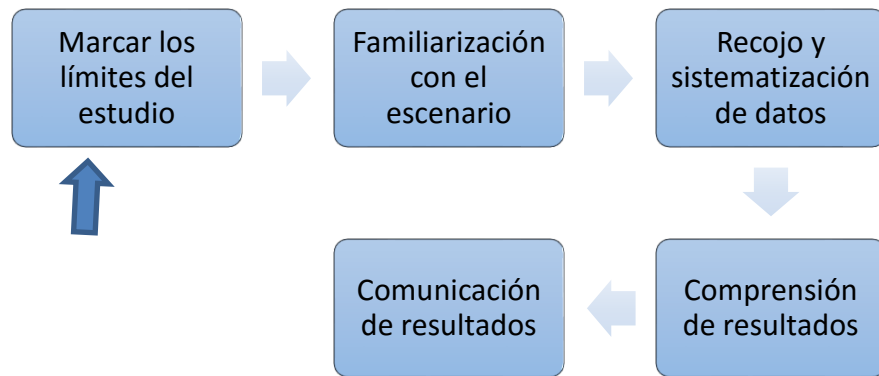 Marcar los
límites del
estudio
Familiarización
con el
escenario
Recojo y
sistematización
de datos
Comprensión
de resultados
Comunicación
de resultados